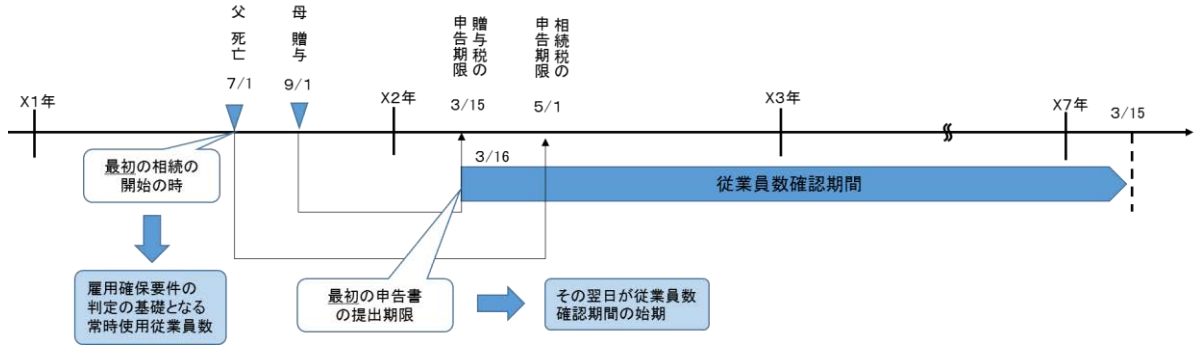 父 死亡
母 贈与
贈与税の
申告期限
相続税の
申告期限
7/1
9/1
3/15
5/1
X1年
X2年
X3年
X7年
3/15
最初の相続の
開始の時
3/16
従業員数確認期間
雇用確保要件の
判定の基礎となる
常時使用従業員数
最初の申告書
の提出期限
その翌日が従業員数
確認期間の始期